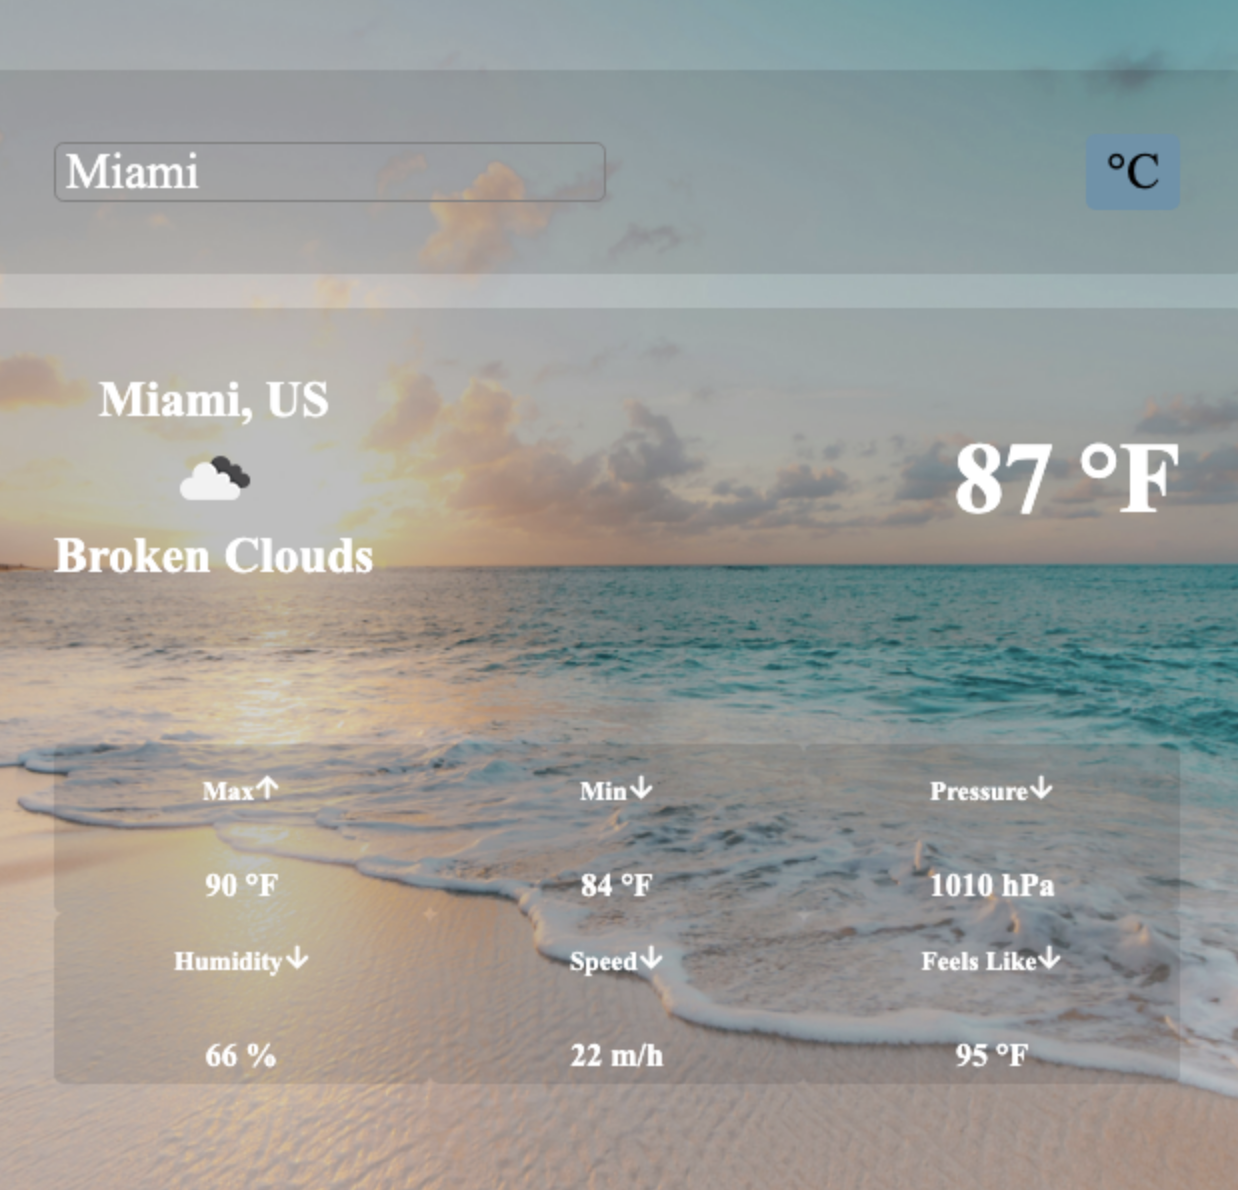 Miami
°C
Miami, US
Broken Clouds
87 °F
Max↑
Min↓
Pressure↓
90 °F
84 °F
1010 hPa
Humidity↓
Speed↓
Feels Like↓
66 %
22 m/h
95 °F